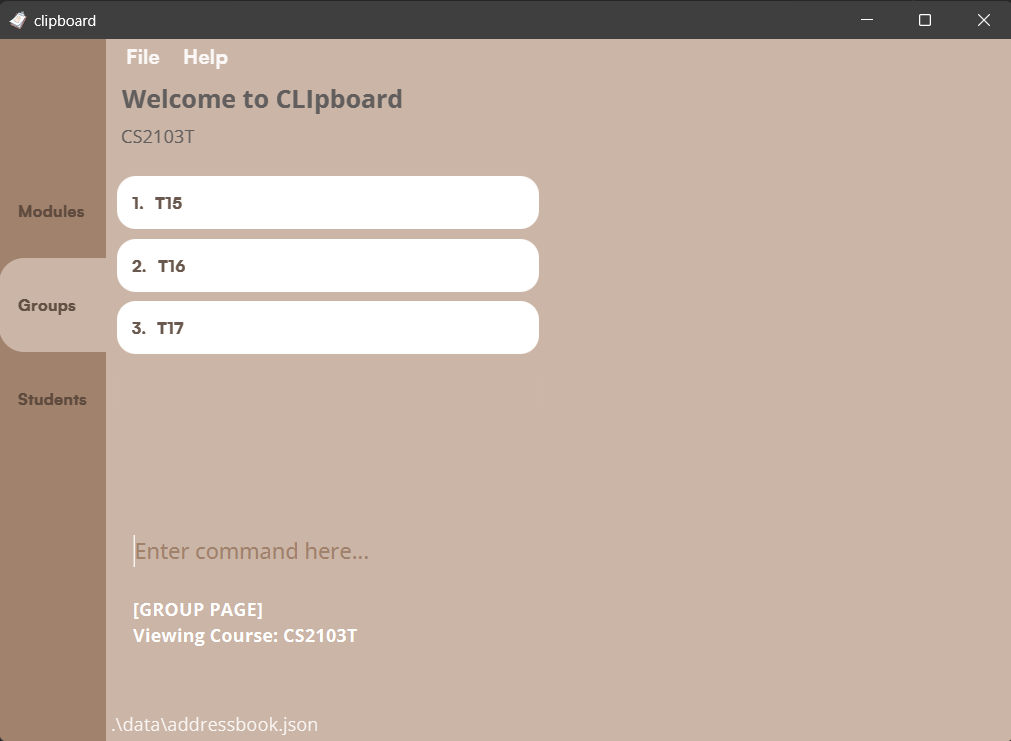 clipboard
File Help
Welcome to CLIpboard
CS2103T
Modules
Groups
Students
1. T15
2. T16
3. T17
Enter command here...
[GROUP PAGE]
Viewing Course: CS2103T
.\data\addressbook.json